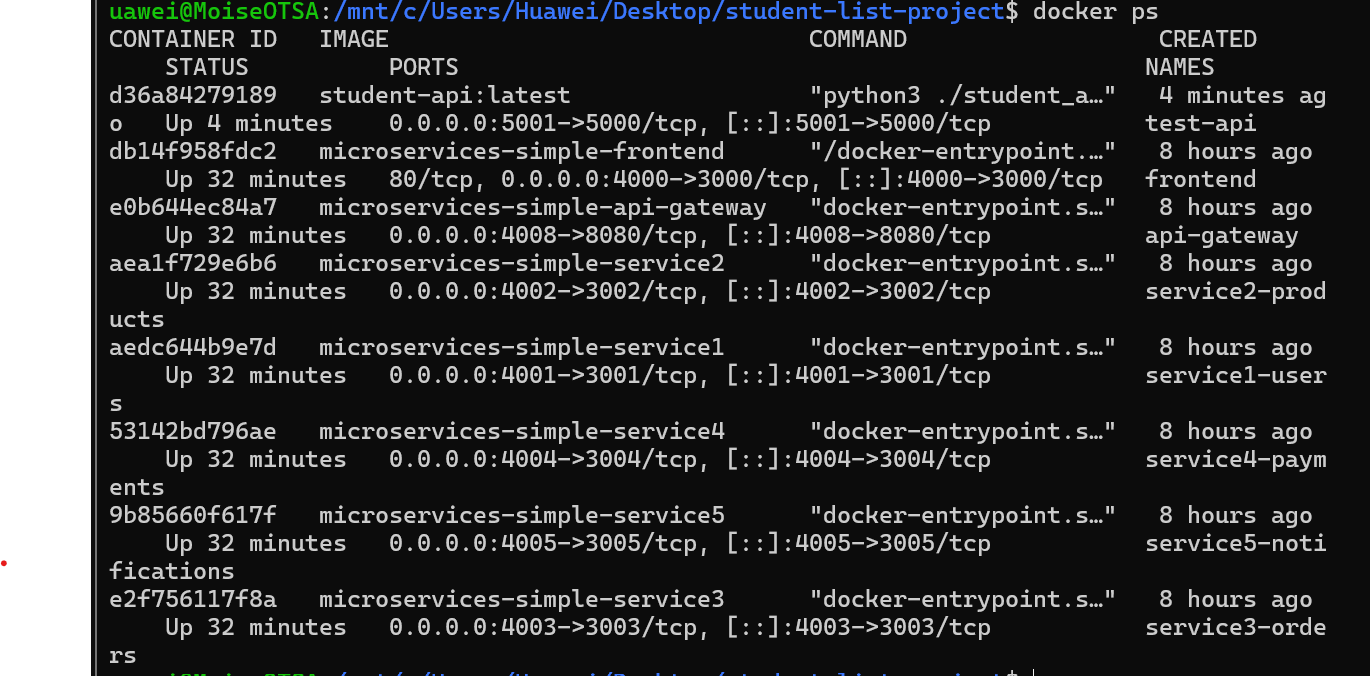 uawei@MoiseOTSA:/mnt/c/Users/Huawei/Desktop/student-list-project$ docker ps
CONTAINER ID   IMAGE                              COMMAND                  CREATED
    STATUS          PORTS                                                 NAMES
d36a84279189   student-api:latest                 "python3 ./student_a…"   4 minutes ag
o   Up 4 minutes    0.0.0.0:5001->5000/tcp, [::]:5001->5000/tcp           test-api
db14f958fdc2   microservices-simple-frontend      "/docker-entrypoint.…"   8 hours ago
    Up 32 minutes   80/tcp, 0.0.0.0:4000->3000/tcp, [::]:4000->3000/tcp   frontend
e0b644ec84a7   microservices-simple-api-gateway   "docker-entrypoint.s…"   8 hours ago
    Up 32 minutes   0.0.0.0:4008->8080/tcp, [::]:4008->8080/tcp           api-gateway
aea1f729e6b6   microservices-simple-service2      "docker-entrypoint.s…"   8 hours ago
    Up 32 minutes   0.0.0.0:4002->3002/tcp, [::]:4002->3002/tcp           service2-prod
ucts
aedc644b9e7d   microservices-simple-service1      "docker-entrypoint.s…"   8 hours ago
    Up 32 minutes   0.0.0.0:4001->3001/tcp, [::]:4001->3001/tcp           service1-user
s
53142bd796ae   microservices-simple-service4      "docker-entrypoint.s…"   8 hours ago
    Up 32 minutes   0.0.0.0:4004->3004/tcp, [::]:4004->3004/tcp           service4-paym
ents
9b85660f617f   microservices-simple-service5      "docker-entrypoint.s…"   8 hours ago
    Up 32 minutes   0.0.0.0:4005->3005/tcp, [::]:4005->3005/tcp           service5-noti
fications
e2f756117f8a   microservices-simple-service3      "docker-entrypoint.s…"   8 hours ago
    Up 32 minutes   0.0.0.0:4003->3003/tcp, [::]:4003->3003/tcp           service3-orde
rs